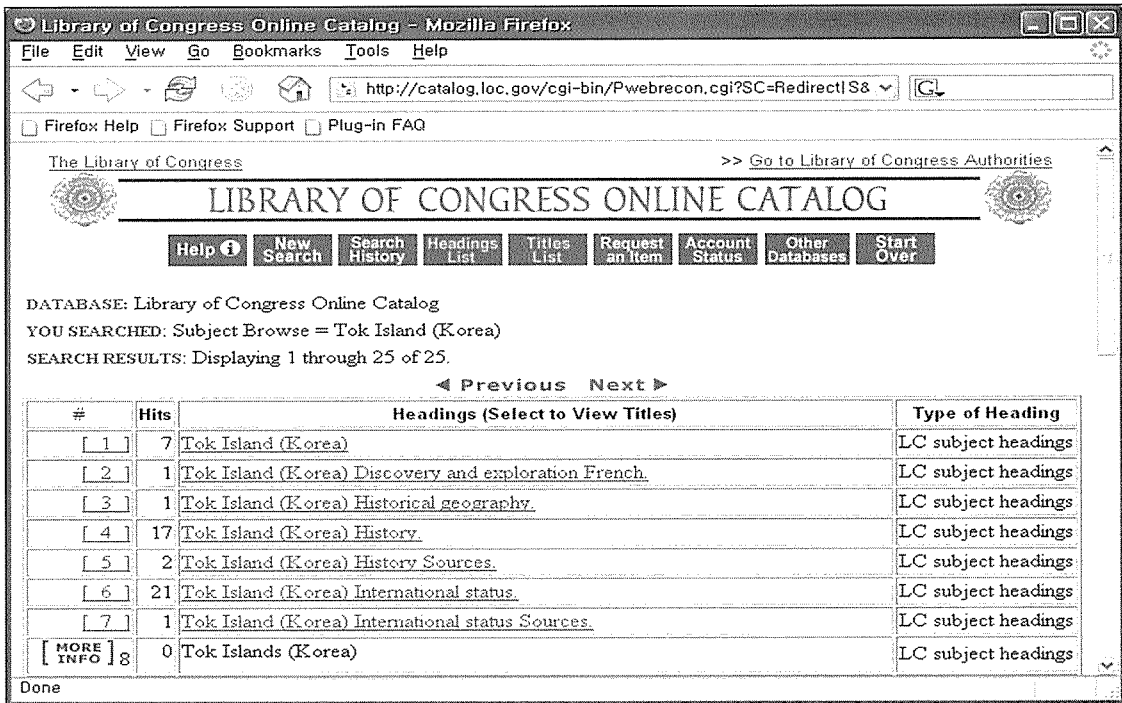 Library of Congress Online Catalog - Mozilla Firefox
File Edit View Go Bookmarks Tools Help
http://catalog.loc.gov/cgi-bin/Pwebrecon.cgi?SC=Redirect|S& G
Firefox Help Firefox Support Plug-in FAQ
The Library of Congress >> Go to Library of Congress Authorities
LIBRARY OF CONGRESS ONLINE CATALOG
Help i New Search Search History Headings List Titles List Request an Item Account Status Other Databases Start Over
DATABASE: Library of Congress Online Catalog
YOU SEARCHED: Subject Browse = Tok Island (Korea)
SEARCH RESULTS: Displaying 1 through 25 of 25.
◀ Previous Next ▶
# Hits Headings (Select to View Titles) Type of Heading
[ 1 ] 7 Tok Island (Korea) LC subject headings
[ 2 ] 1 Tok Island (Korea) Discovery and exploration French. LC subject headings
[ 3 ] 1 Tok Island (Korea) Historical geography. LC subject headings
[ 4 ] 17 Tok Island (Korea) History. LC subject headings
[ 5 ] 2 Tok Island (Korea) History Sources. LC subject headings
[ 6 ] 21 Tok Island (Korea) International status. LC subject headings
[ 7 ] 1 Tok Island (Korea) International status Sources. LC subject headings
[ MORE INFO ] 8 0 Tok Islands (Korea) LC subject headings
Done